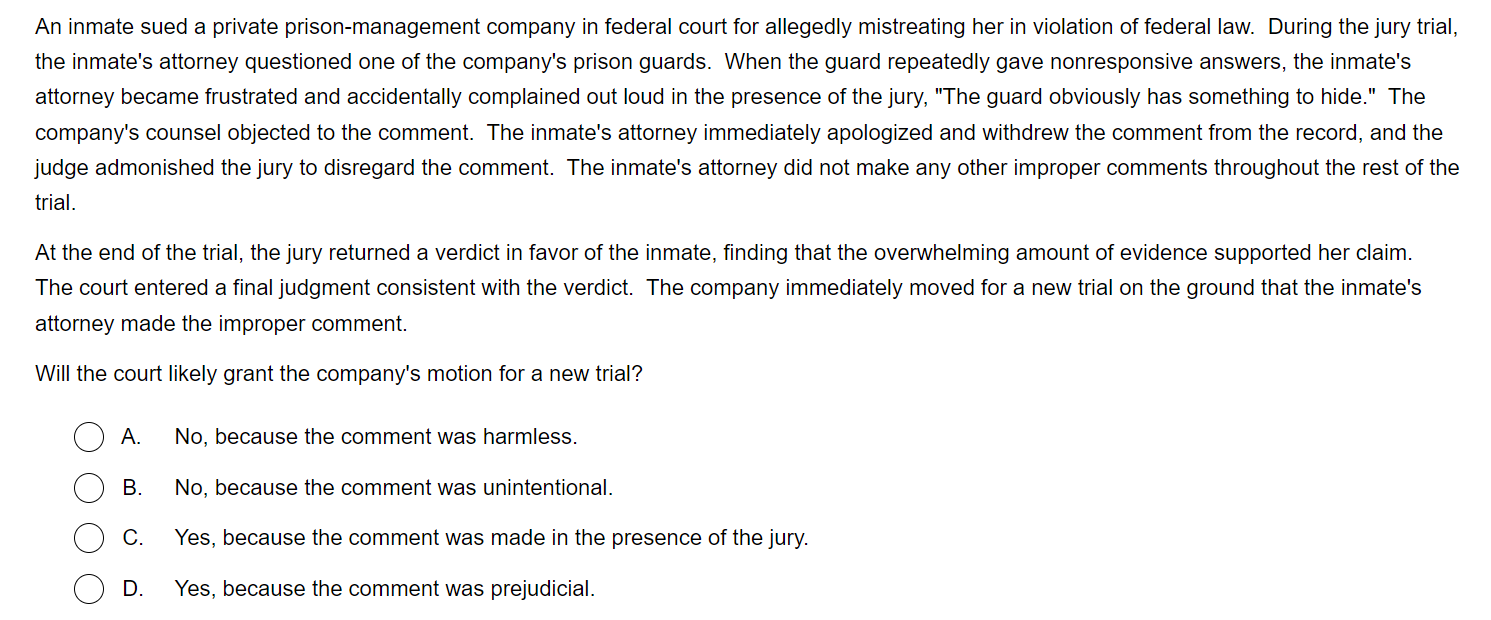 An inmate sued a private prison-management company in federal court for allegedly mistreating her in violation of federal law.  During the jury trial,
the inmate's attorney questioned one of the company's prison guards.  When the guard repeatedly gave nonresponsive answers, the inmate's
attorney became frustrated and accidentally complained out loud in the presence of the jury, "The guard obviously has something to hide."  The
company's counsel objected to the comment.  The inmate's attorney immediately apologized and withdrew the comment from the record, and the
judge admonished the jury to disregard the comment.  The inmate's attorney did not make any other improper comments throughout the rest of the
trial.
At the end of the trial, the jury returned a verdict in favor of the inmate, finding that the overwhelming amount of evidence supported her claim.
The court entered a final judgment consistent with the verdict.  The company immediately moved for a new trial on the ground that the inmate's
attorney made the improper comment.
Will the court likely grant the company's motion for a new trial?
A. No, because the comment was harmless.
B. No, because the comment was unintentional.
C. Yes, because the comment was made in the presence of the jury.
D. Yes, because the comment was prejudicial.